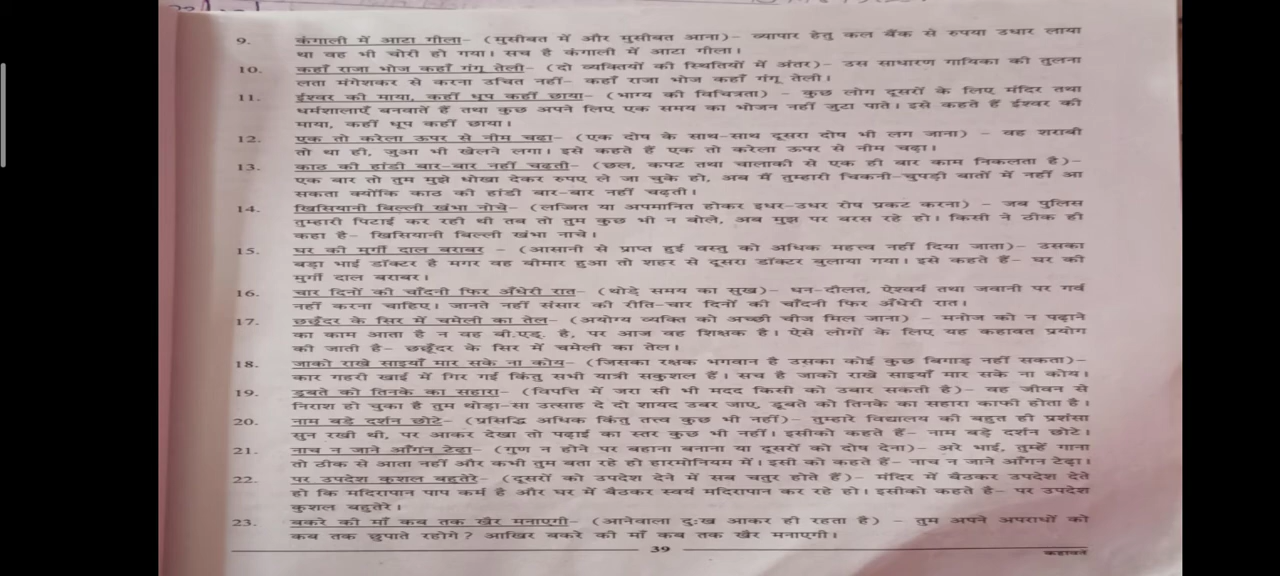 9. कंगाली में आटा गीला- (मुसीबत में और मुसीबत आना)- व्यापार हेतु कल बैंक से रुपया उधार लाया
था वह भी चोरी हो गया। सच है कंगाली में आटा गीला।
10. कहाँ राजा भोज कहाँ गंगू तेली- (दो व्यक्तियों की स्थितियों में अंतर)- उस साधारण गायिका की तुलना
लता मंगेशकर से करना उचित नहीं- कहाँ राजा भोज कहाँ गंगू तेली।
11. ईश्वर की माया, कहीं धूप कहीं छाया- (भाग्य की विचित्रता) - कुछ लोग दूसरों के लिए मंदिर तथा
धर्मशालाएँ बनवाते हैं तथा कुछ अपने लिए एक समय का भोजन नहीं जुटा पाते। इसे कहते हैं ईश्वर की
माया, कहीं धूप कहीं छाया।
12. एक तो करेला ऊपर से नीम चढ़ा- (एक दोष के साथ-साथ दूसरा दोष भी लग जाना) - वह शराबी
तो था ही, जुआ भी खेलने लगा। इसे कहते हैं एक तो करेला ऊपर से नीम चढ़ा।
13. काठ की हांडी बार-बार नहीं चढ़ती- (छल, कपट तथा चालाकी से एक ही बार काम निकलता है)-
एक बार तो तुम मुझे धोखा देकर रुपए ले जा चुके हो, अब मैं तुम्हारी चिकनी-चुपड़ी बातों में नहीं आ
सकता क्योंकि काठ की हांडी बार-बार नहीं चढ़ती।
14. खिसियानी बिल्ली खंभा नोचे- (लज्जित या अपमानित होकर इधर-उधर रोष प्रकट करना) - जब पुलिस
तुम्हारी पिटाई कर रही थी तब तो तुम कुछ भी न बोले, अब मुझ पर बरस रहे हो। किसी ने ठीक ही
कहा है- खिसियानी बिल्ली खंभा नाचे।
15. घर की मुर्गी दाल बराबर - (आसानी से प्राप्त हुई वस्तु को अधिक महत्त्व नहीं दिया जाता)- उसका
बड़ा भाई डॉक्टर है मगर वह बीमार हुआ तो शहर से दूसरा डॉक्टर बुलाया गया। इसे कहते हैं- घर की
मुर्गी दाल बराबर।
16. चार दिनों की चाँदनी फिर अँधेरी रात- (थोड़े समय का सुख)- धन-दौलत, ऐश्वर्य तथा जवानी पर गर्व
नहीं करना चाहिए। जानते नहीं संसार की रीति-चार दिनों की चाँदनी फिर अँधेरी रात।
17. छछूँदर के सिर में चमेली का तेल- (अयोग्य व्यक्ति को अच्छी चीज मिल जाना) - मनोज को न पढ़ाने
का काम आता है न वह बी.एड्. है, पर आज वह शिक्षक है। ऐसे लोगों के लिए यह कहावत प्रयोग
की जाती है- छछूँदर के सिर में चमेली का तेल।
18. जाको राखे साइयाँ मार सके ना कोय- (जिसका रक्षक भगवान है उसका कोई कुछ बिगाड़ नहीं सकता)-
कार गहरी खाई में गिर गई किंतु सभी यात्री सकुशल हैं। सच है जाको राखे साइयाँ मार सके ना कोय।
19. डूबते को तिनके का सहारा- (विपत्ति में जरा सी भी मदद किसी को उबार सकती है)- वह जीवन से
निराश हो चुका है तुम थोड़ा-सा उत्साह दे दो शायद उबर जाए, डूबते को तिनके का सहारा काफी होता है।
20. नाम बड़े दर्शन छोटे- (प्रसिद्धि अधिक किंतु तत्त्व कुछ भी नहीं)- तुम्हारे विद्यालय की बहुत ही प्रशंसा
सुन रखी थी, पर आकर देखा तो पढ़ाई का स्तर कुछ भी नहीं। इसीको कहते हैं- नाम बड़े दर्शन छोटे।
21. नाच न जाने आँगन टेढ़ा- (गुण न होने पर बहाना बनाना या दूसरों को दोष देना)- अरे भाई, तुम्हें गाना
तो ठीक से आता नहीं और कभी तुम बता रहे हो हारमोनियम में। इसी को कहते हैं- नाच न जाने आँगन टेढ़ा।
22. पर उपदेश कुशल बहुतेरे- (दूसरों को उपदेश देने में सब चतुर होते हैं)- मंदिर में बैठकर उपदेश देते
हो कि मदिरापान पाप कर्म है और घर में बैठकर स्वयं मदिरापान कर रहे हो। इसीको कहते है- पर उपदेश
कुशल बहुतेरे।
23. बकरे की माँ कब तक खैर मनाएगी- (आनेवाला दुःख आकर ही रहता है) - तुम अपने अपराधों को
कब तक छुपाते रहोगे? आखिर बकरे की माँ कब तक खैर मनाएगी।
39
कहावतें